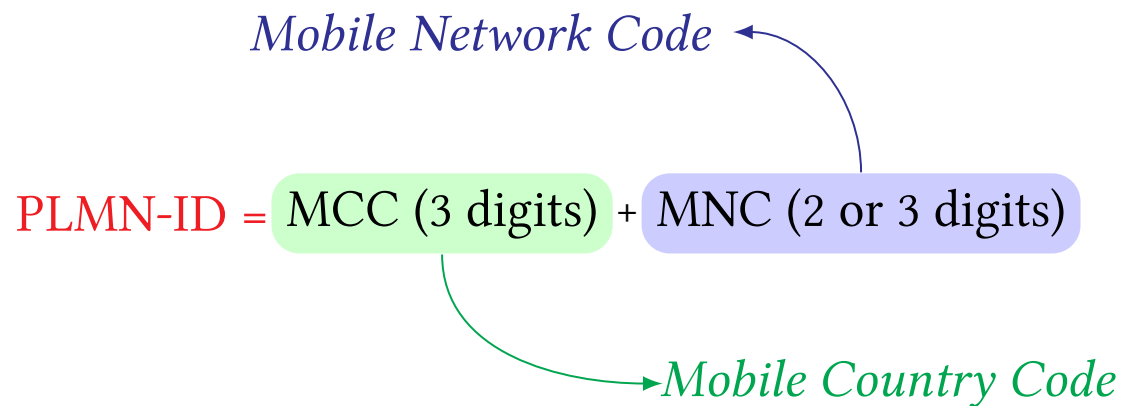 Mobile Network Code
PLMN-ID = MCC (3 digits) + MNC (2 or 3 digits)
Mobile Country Code